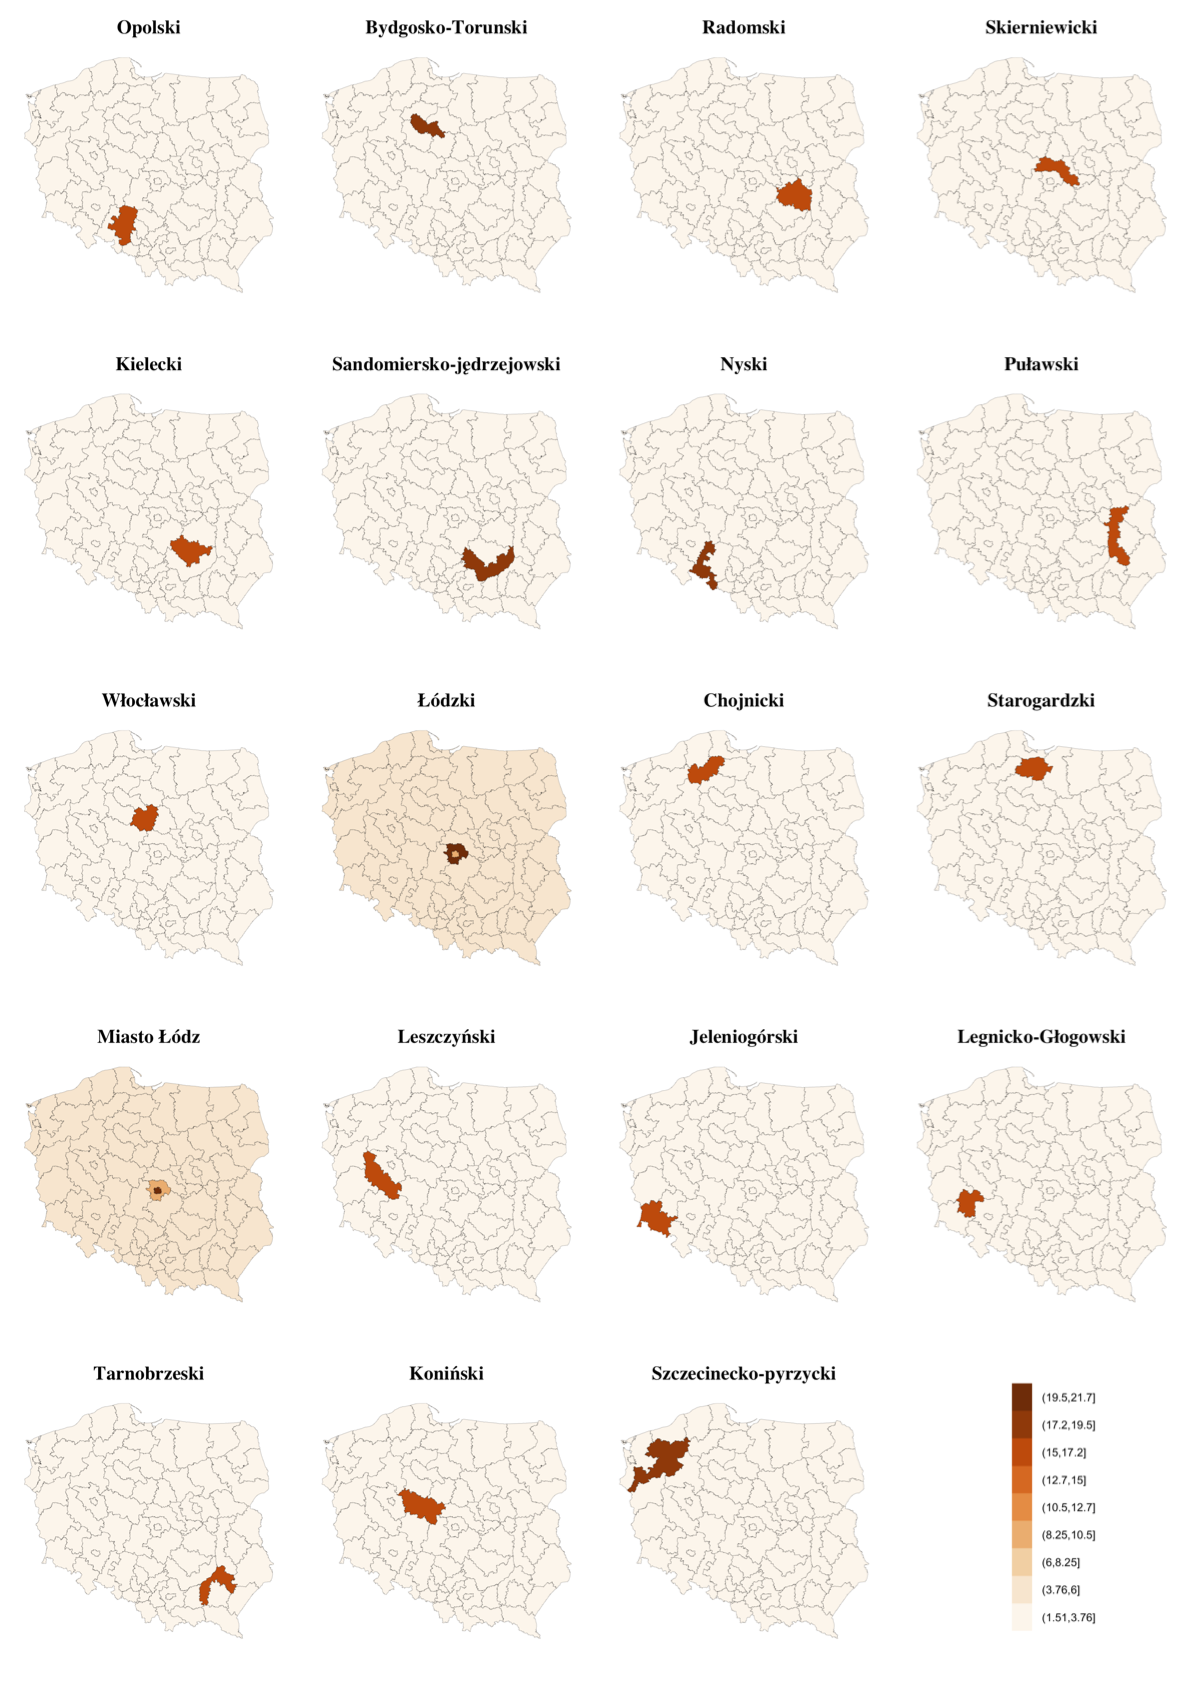 Opolski
Bydgosko-Torunski
Radomski
Skierniewicki
Kielecki
Sandomiersko-jędrzejowski
Nyski
Puławski
Włocławski
Łódzki
Chojnicki
Starogardzki
Miasto Łódz
Leszczyński
Jeleniogórski
Legnicko-Głogowski
Tarnobrzeski
Koniński
Szczecinecko-pyrzycki
(19.5,21.7]
(17.2,19.5]
(15,17.2]
(12.7,15]
(10.5,12.7]
(8.25,10.5]
(6,8.25]
(3.76,6]
(1.51,3.76]